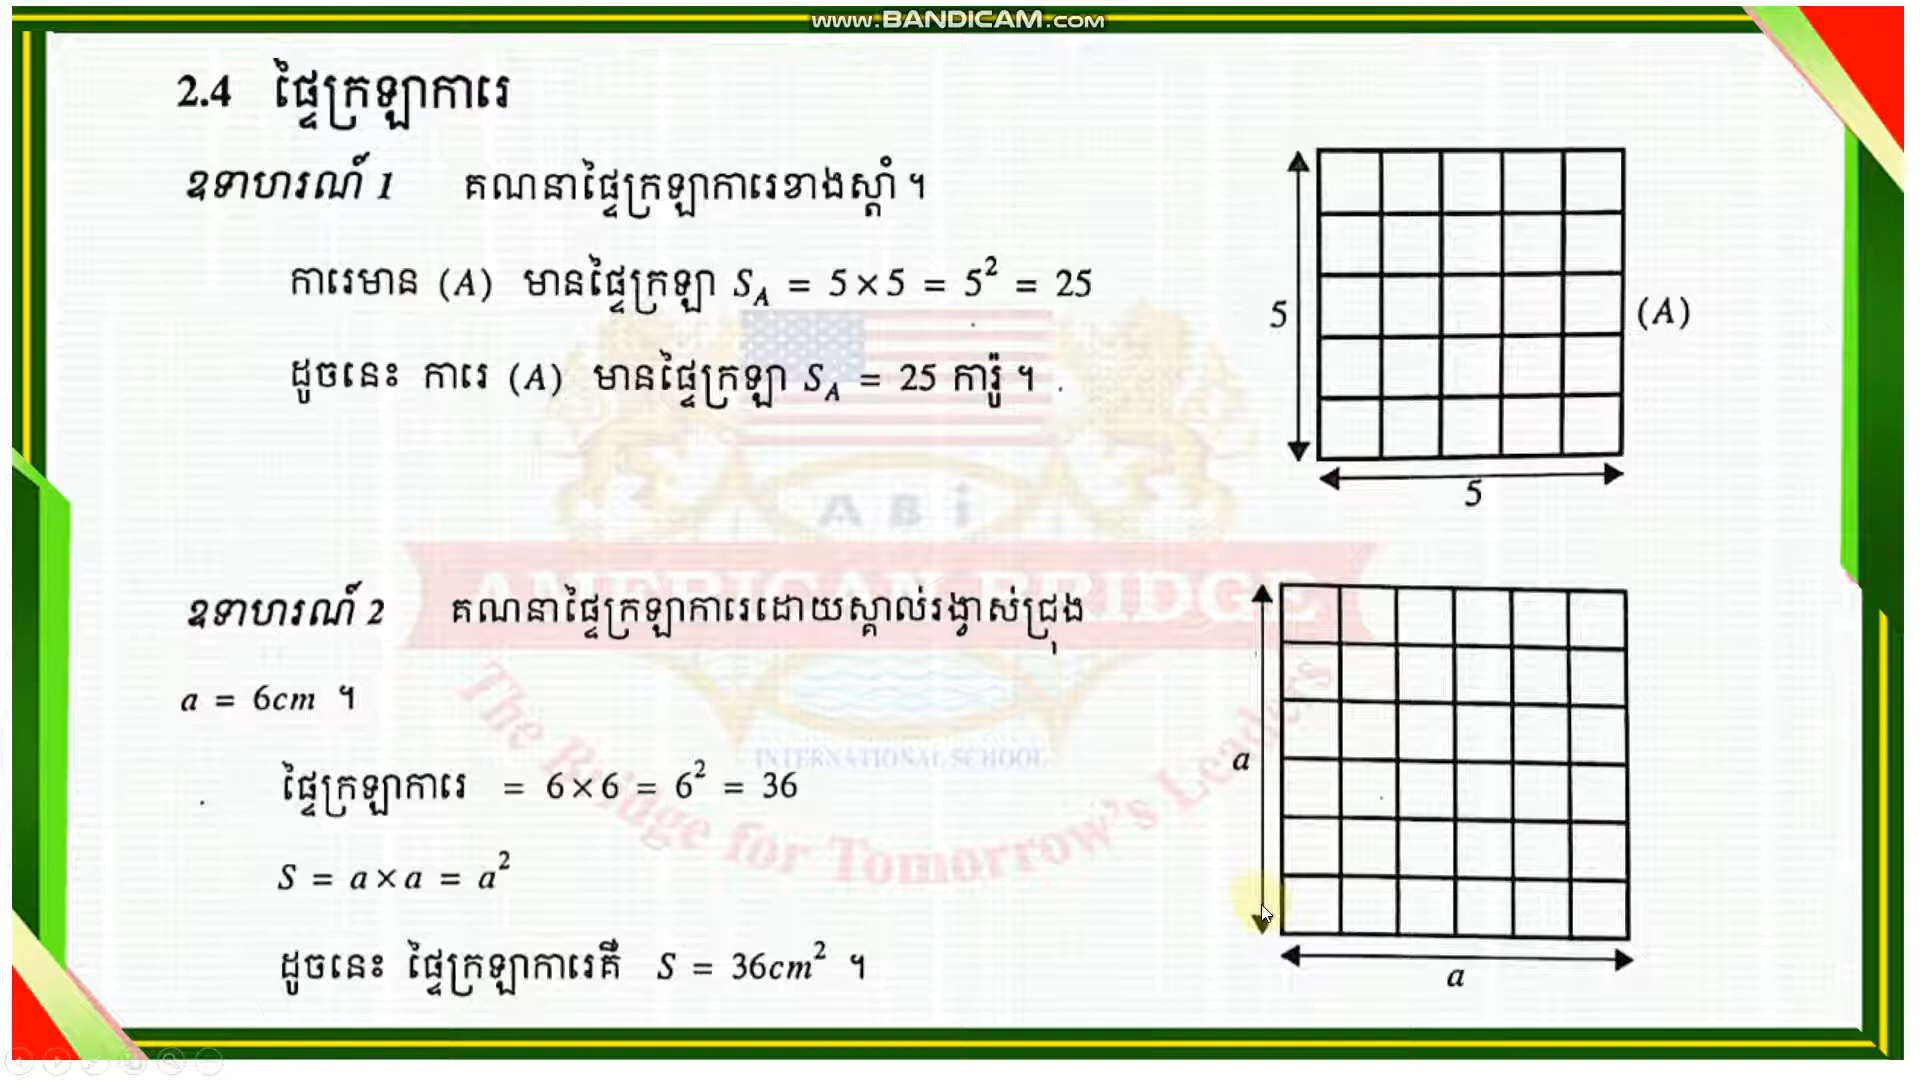 www.BANDICAM.com
2.4 ផ្ទៃក្រឡាការេ
ឧទាហរណ៍ 1 គណនាផ្ទៃក្រឡាការេខាងស្ដាំ ។
ការេមាន (A) មានផ្ទៃក្រឡា S_A = 5 × 5 = 5² = 25
ដូចនេះ ការេ (A) មានផ្ទៃក្រឡា S_A = 25 ការ៉ូ ។
5
(A)
5
ឧទាហរណ៍ 2 គណនាផ្ទៃក្រឡាការេដោយស្គាល់រង្វាស់ជ្រុង
a = 6cm ។
ផ្ទៃក្រឡាការេ = 6 × 6 = 6² = 36
S = a × a = a²
ដូចនេះ ផ្ទៃក្រឡាការេគឺ S = 36cm² ។
a
a
ABi
AMERICAN BRIDGE
INTERNATIONAL SCHOOL
The Bridge for Tomorrow's Leaders